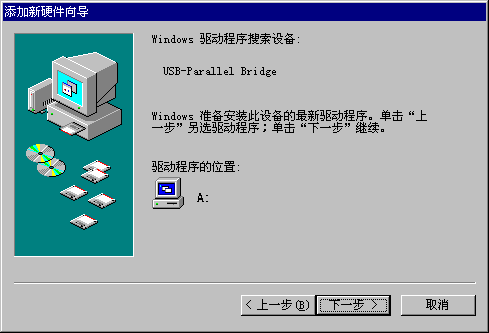 添加新硬件向导
Windows 驱动程序搜索设备:
USB-Parallel Bridge
Windows 准备安装此设备的最新驱动程序。单击“上
一步”另选驱动程序；单击“下一步”继续。
驱动程序的位置:
A:
< 上一步(B)
下一步 >
取消